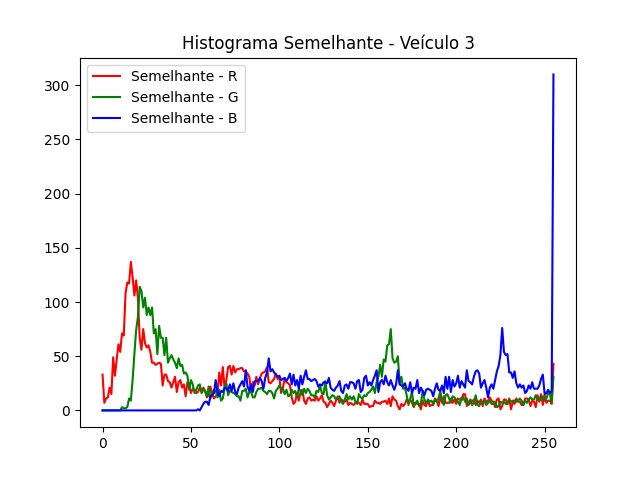 Histograma Semelhante - Veículo 3
Semelhante - R
Semelhante - G
Semelhante - B
300
250
200
150
100
50
0
0 50 100 150 200 250